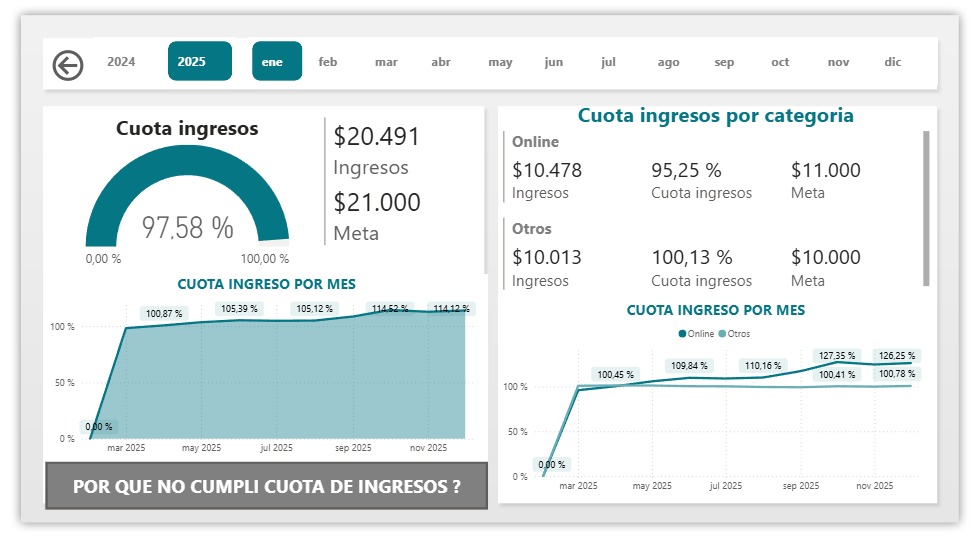 2024 2025 ene feb mar abr may jun jul ago sep oct nov dic
Cuota ingresos
97,58 %
0,00 % 100,00 %
$20.491
Ingresos
$21.000
Meta
CUOTA INGRESO POR MES
100,87 % 105,39 % 105,12 % 114,52 % 114,12 %
100 %
50 %
0,00 %
0 %
mar 2025 may 2025 jul 2025 sep 2025 nov 2025
POR QUE NO CUMPLI CUOTA DE INGRESOS ?
Cuota ingresos por categoria
Online
$10.478 95,25 % $11.000
Ingresos Cuota ingresos Meta
Otros
$10.013 100,13 % $10.000
Ingresos Cuota ingresos Meta
CUOTA INGRESO POR MES
Online Otros
127,35 % 126,25 %
100,45 % 109,84 % 110,16 % 100,41 % 100,78 %
100 %
50 %
0,00 %
0 %
mar 2025 may 2025 jul 2025 sep 2025 nov 2025